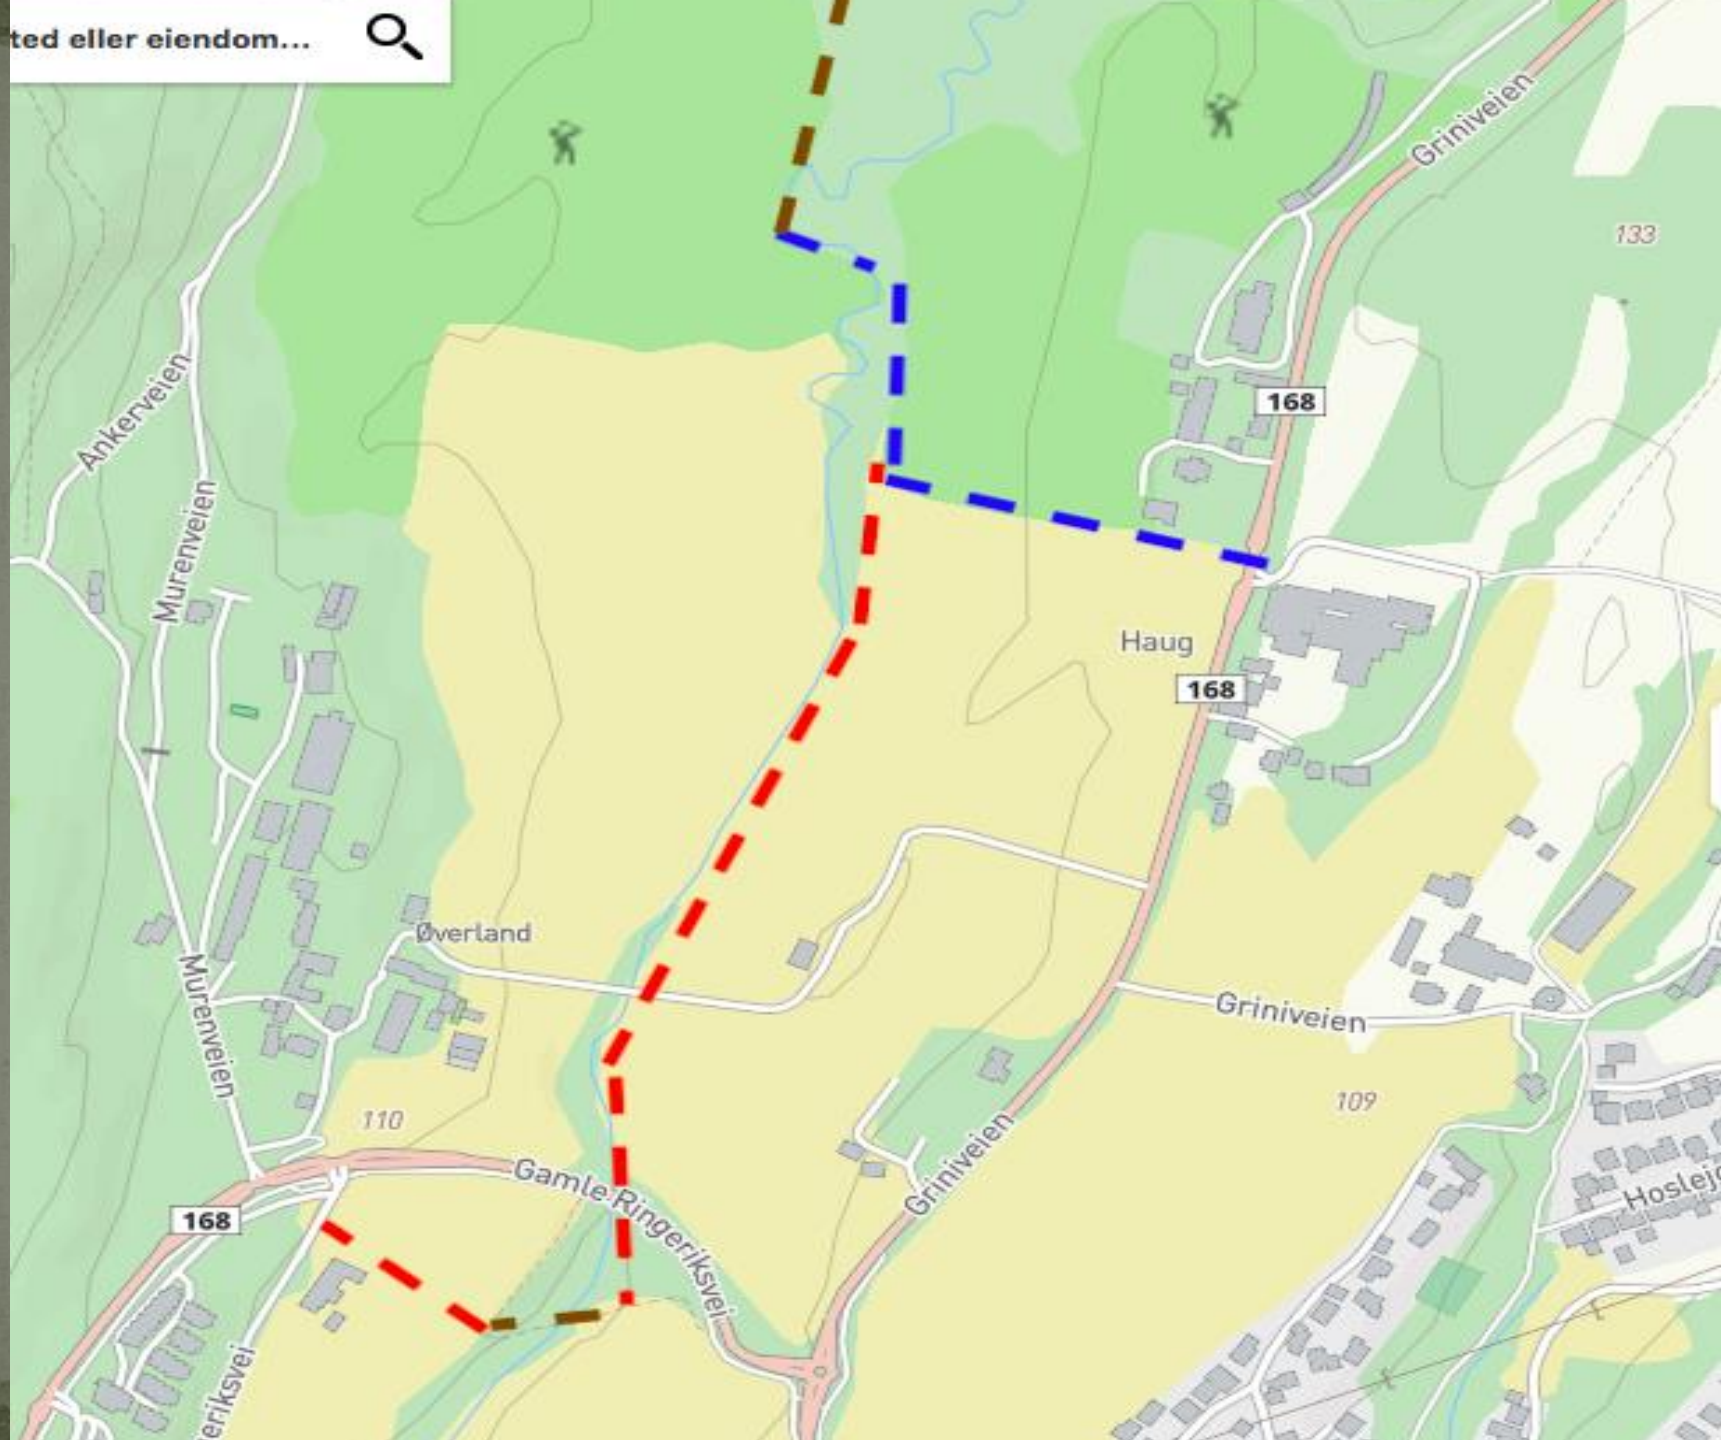 ted eller eiendom...
Griniveien
133
168
Ankerveien
Murenveien
Haug
168
Øverland
Murenveien
Griniveien
110
109
Gamle Ringeriksvei
Griniveien
168
eriksvei